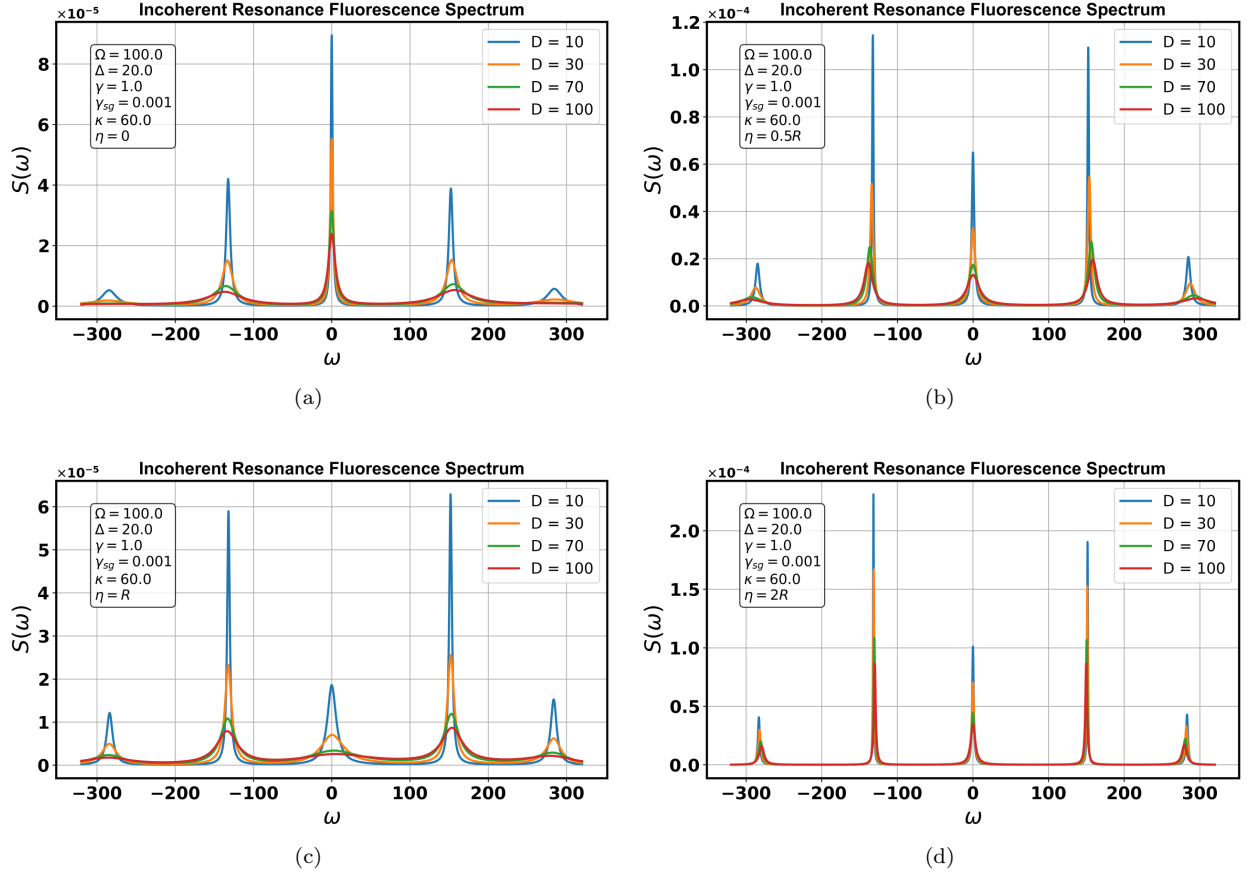 Incoherent Resonance Fluorescence Spectrum
×10⁻⁵
Ω = 100.0
Δ = 20.0
γ = 1.0
γsg = 0.001
κ = 60.0
η = 0
D = 10
D = 30
D = 70
D = 100
8
6
4
2
0
S(ω)
−300 −200 −100 0 100 200 300
ω
(a)
Incoherent Resonance Fluorescence Spectrum
×10⁻⁴
Ω = 100.0
Δ = 20.0
γ = 1.0
γsg = 0.001
κ = 60.0
η = 0.5R
D = 10
D = 30
D = 70
D = 100
1.2
1.0
0.8
0.6
0.4
0.2
0.0
S(ω)
−300 −200 −100 0 100 200 300
ω
(b)
Incoherent Resonance Fluorescence Spectrum
×10⁻⁵
Ω = 100.0
Δ = 20.0
γ = 1.0
γsg = 0.001
κ = 60.0
η = R
D = 10
D = 30
D = 70
D = 100
6
5
4
3
2
1
0
S(ω)
−300 −200 −100 0 100 200 300
ω
(c)
Incoherent Resonance Fluorescence Spectrum
×10⁻⁴
Ω = 100.0
Δ = 20.0
γ = 1.0
γsg = 0.001
κ = 60.0
η = 2R
D = 10
D = 30
D = 70
D = 100
2.0
1.5
1.0
0.5
0.0
S(ω)
−300 −200 −100 0 100 200 300
ω
(d)